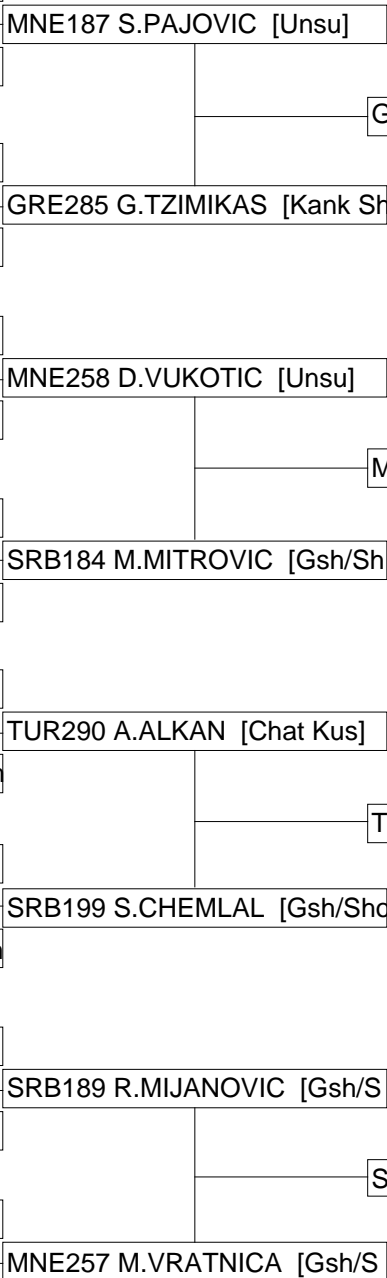 MNE187 S.PAJOVIC [Unsu]
G
GRE285 G.TZIMIKAS [Kank Sh
MNE258 D.VUKOTIC [Unsu]
M
SRB184 M.MITROVIC [Gsh/Sh
TUR290 A.ALKAN [Chat Kus]
T
SRB199 S.CHEMLAL [Gsh/Sho
SRB189 R.MIJANOVIC [Gsh/S
S
MNE257 M.VRATNICA [Gsh/S